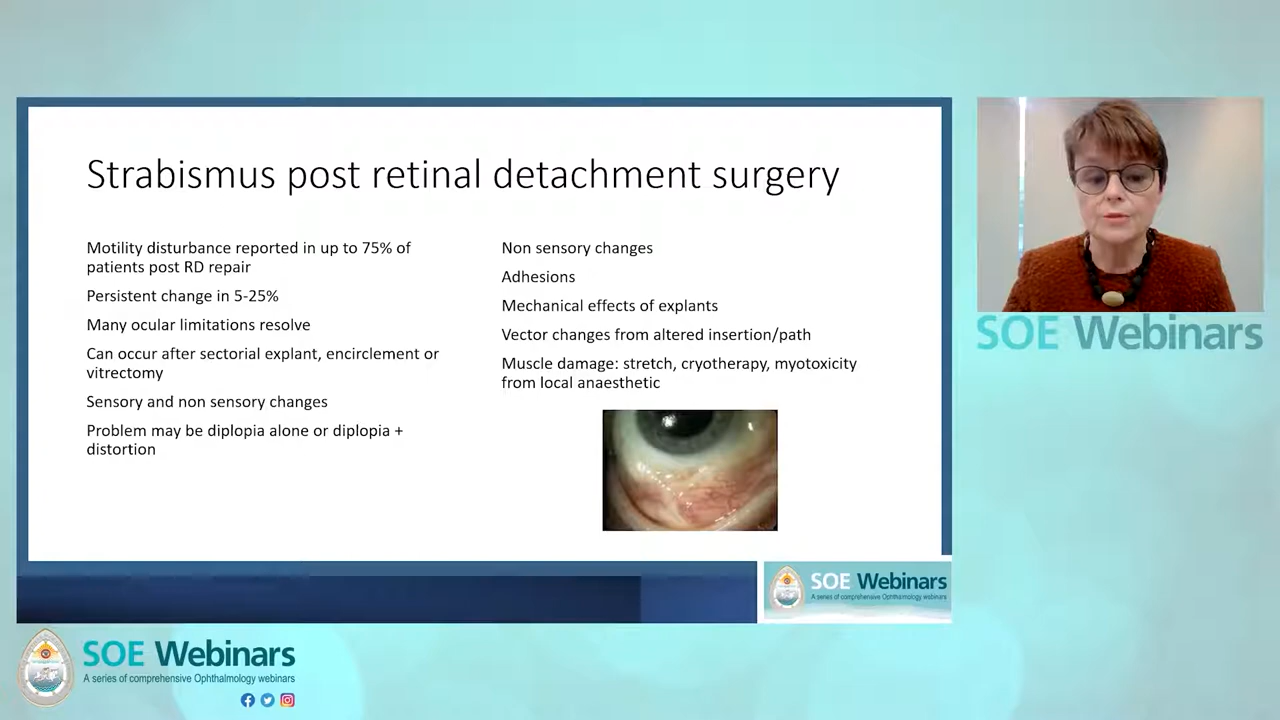 Strabismus post retinal detachment surgery
Motility disturbance reported in up to 75% of
patients post RD repair
Persistent change in 5-25%
Many ocular limitations resolve
Can occur after sectorial explant, encirclement or
vitrectomy
Sensory and non sensory changes
Problem may be diplopia alone or diplopia +
distortion
Non sensory changes
Adhesions
Mechanical effects of explants
Vector changes from altered insertion/path
Muscle damage: stretch, cryotherapy, myotoxicity
from local anaesthetic
SOE Webinars
SOE Webinars
A series of comprehensive Ophthalmology webinars
SOE Webinars
A series of comprehensive Ophthalmology webinars